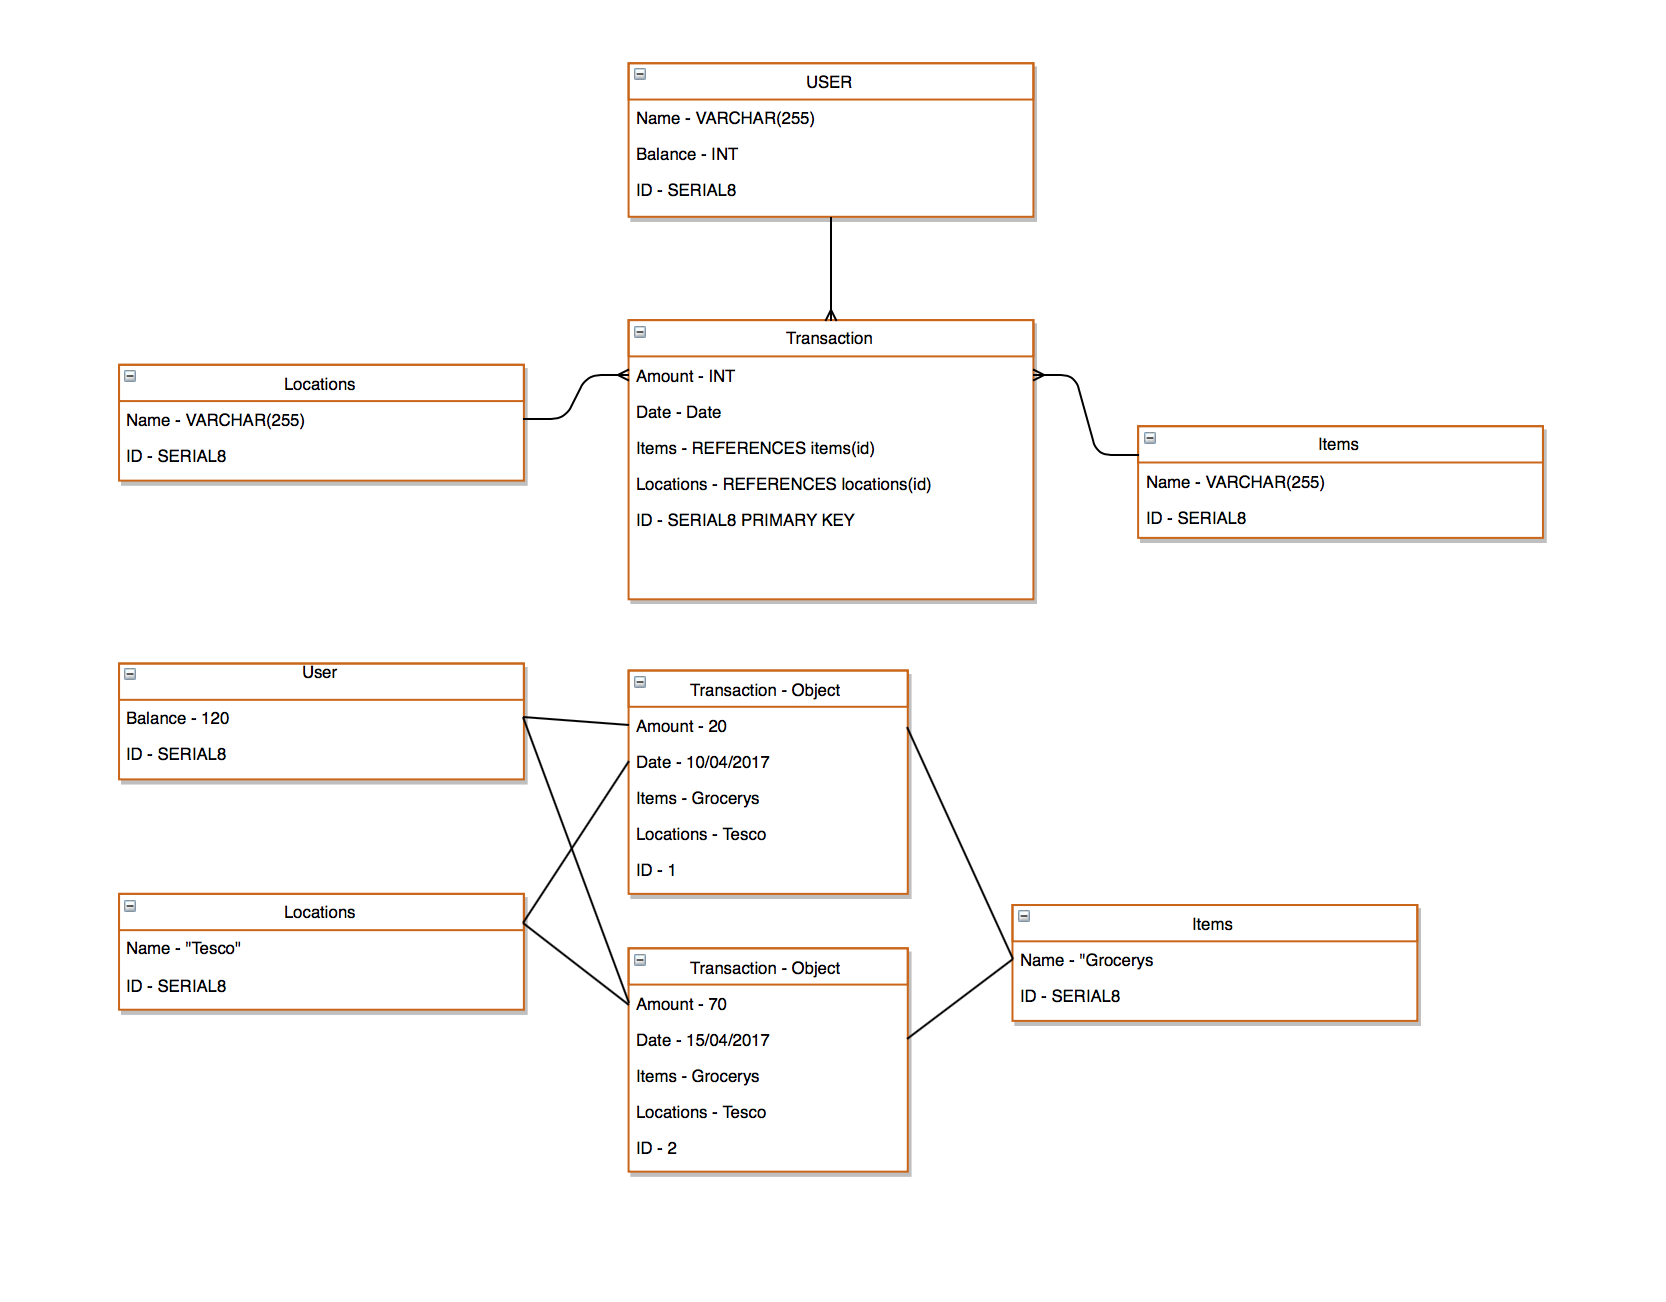 USER
Name - VARCHAR(255)
Balance - INT
ID - SERIAL8
Transaction
Amount - INT
Date - Date
Items - REFERENCES items(id)
Locations - REFERENCES locations(id)
ID - SERIAL8 PRIMARY KEY
Locations
Name - VARCHAR(255)
ID - SERIAL8
Items
Name - VARCHAR(255)
ID - SERIAL8
User
Balance - 120
ID - SERIAL8
Transaction - Object
Amount - 20
Date - 10/04/2017
Items - Grocerys
Locations - Tesco
ID - 1
Locations
Name - "Tesco"
ID - SERIAL8
Transaction - Object
Amount - 70
Date - 15/04/2017
Items - Grocerys
Locations - Tesco
ID - 2
Items
Name - "Grocerys
ID - SERIAL8